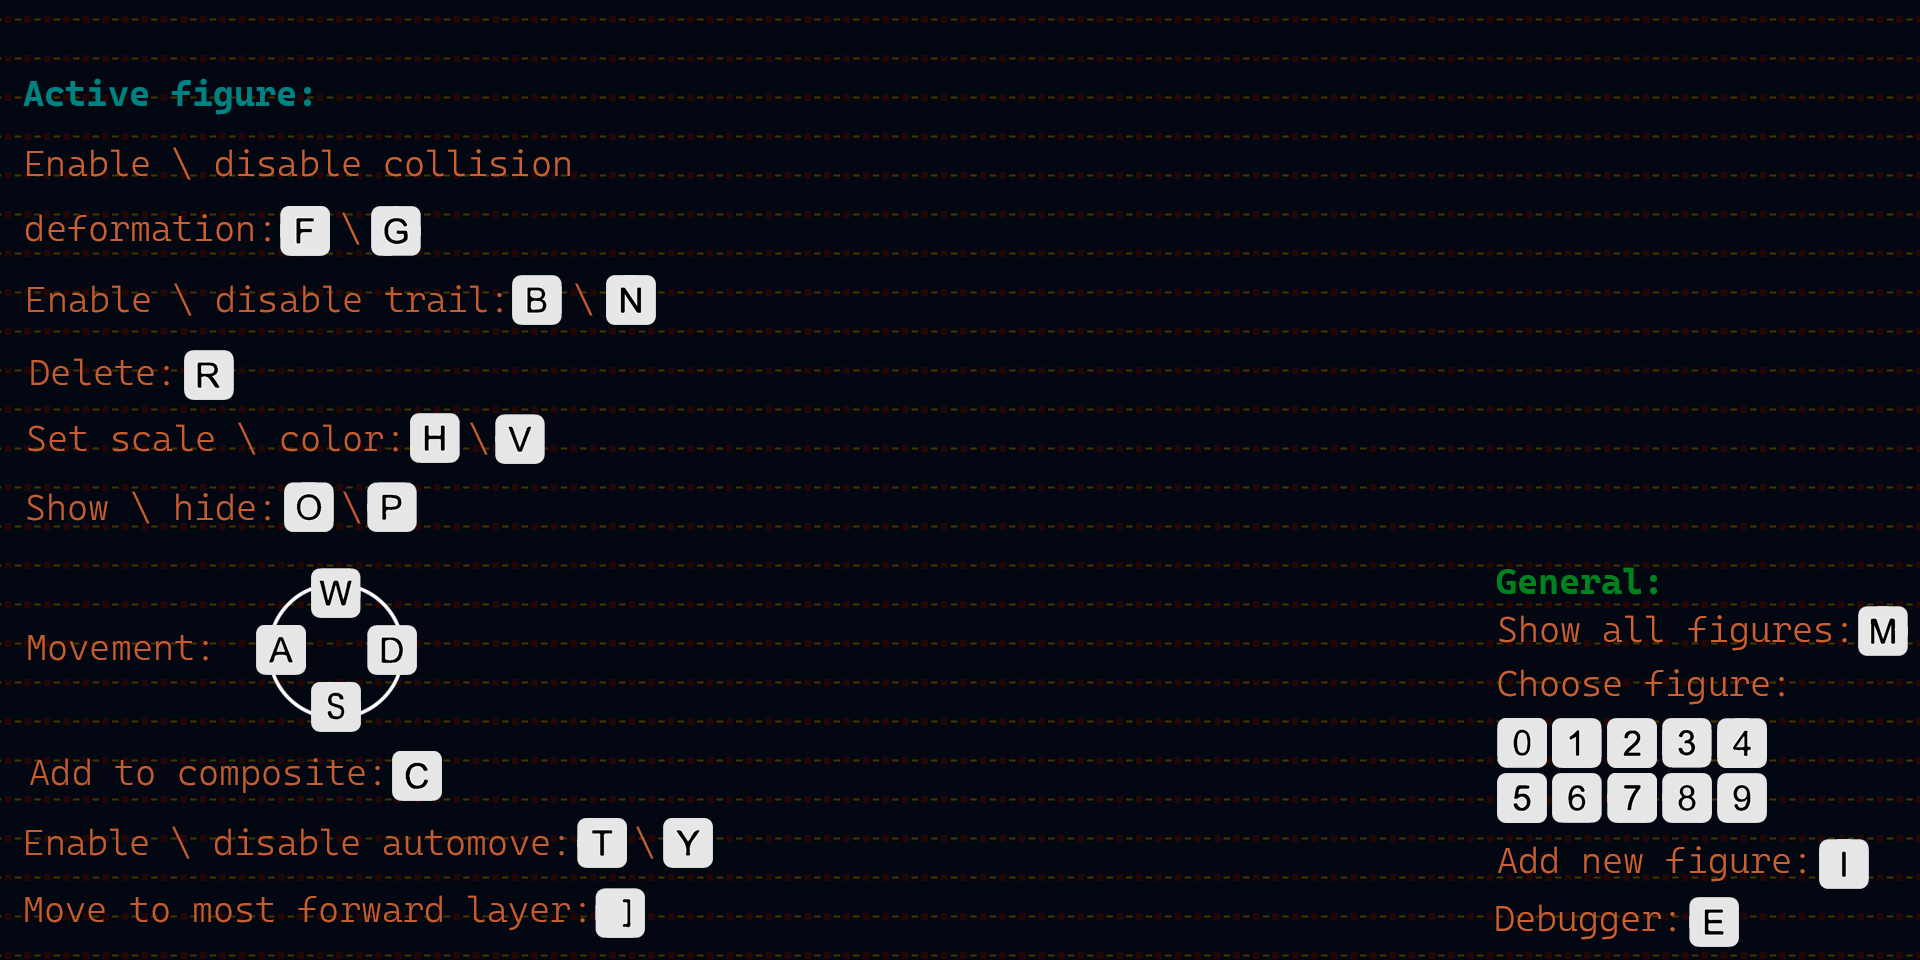 Active figure:
Enable \ disable collision
deformation: F \ G
Enable \ disable trail: B \ N
Delete: R
Set scale \ color: H \ V
Show \ hide: O \ P
W
Movement: A D
S
Add to composite: C
Enable \ disable automove: T \ Y
Move to most forward layer: ]
General:
Show all figures: M
Choose figure:
0 1 2 3 4
5 6 7 8 9
Add new figure: I
Debugger: E